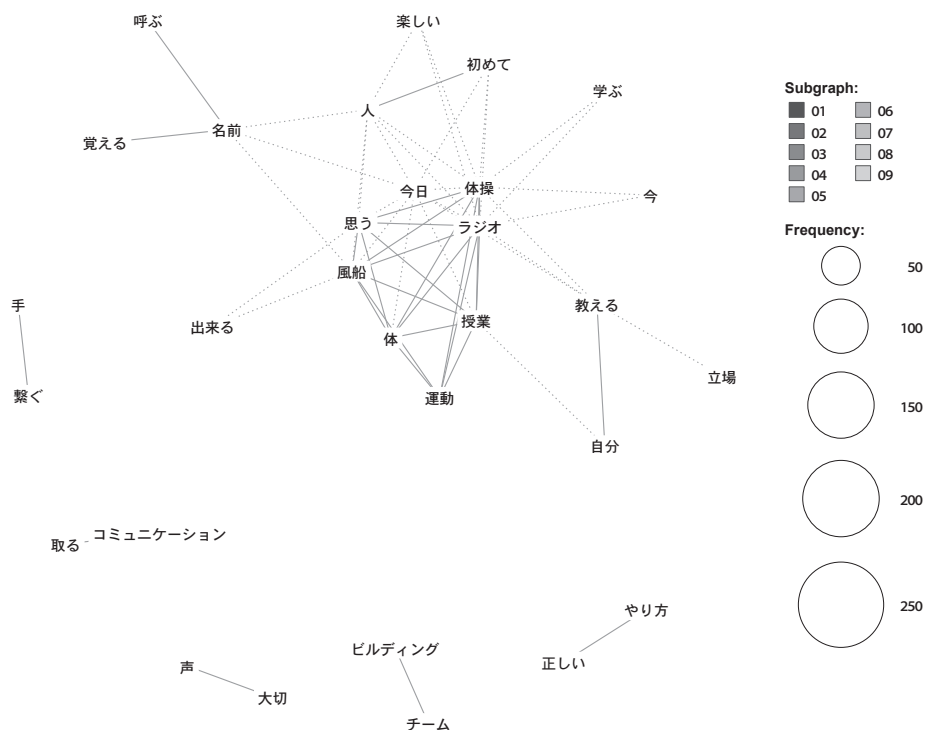 呼ぶ
楽しい
初めて
学ぶ
人
名前
覚える
今日
体操
今
思う
ラジオ
風船
手
出来る
体
授業
教える
立場
繋ぐ
運動
自分
コミュニケーション
取る
やり方
ビルディング
正しい
声
大切
チーム
Subgraph:
01
06
02
07
03
08
04
09
05
Frequency:
50
100
150
200
250